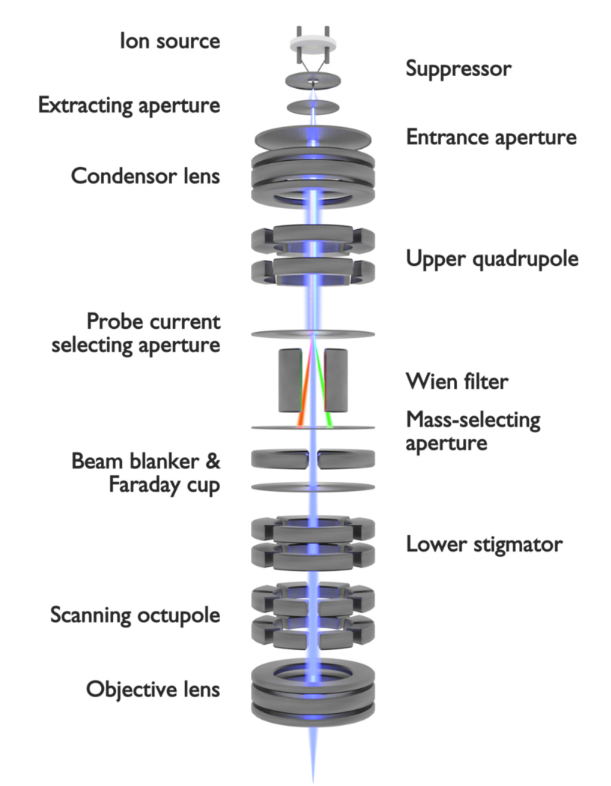 Ion source
Suppressor
Extracting aperture
Entrance aperture
Condensor lens
Upper quadrupole
Probe current
selecting aperture
Wien filter
Mass-selecting
aperture
Beam blanker &
Faraday cup
Lower stigmator
Scanning octupole
Objective lens